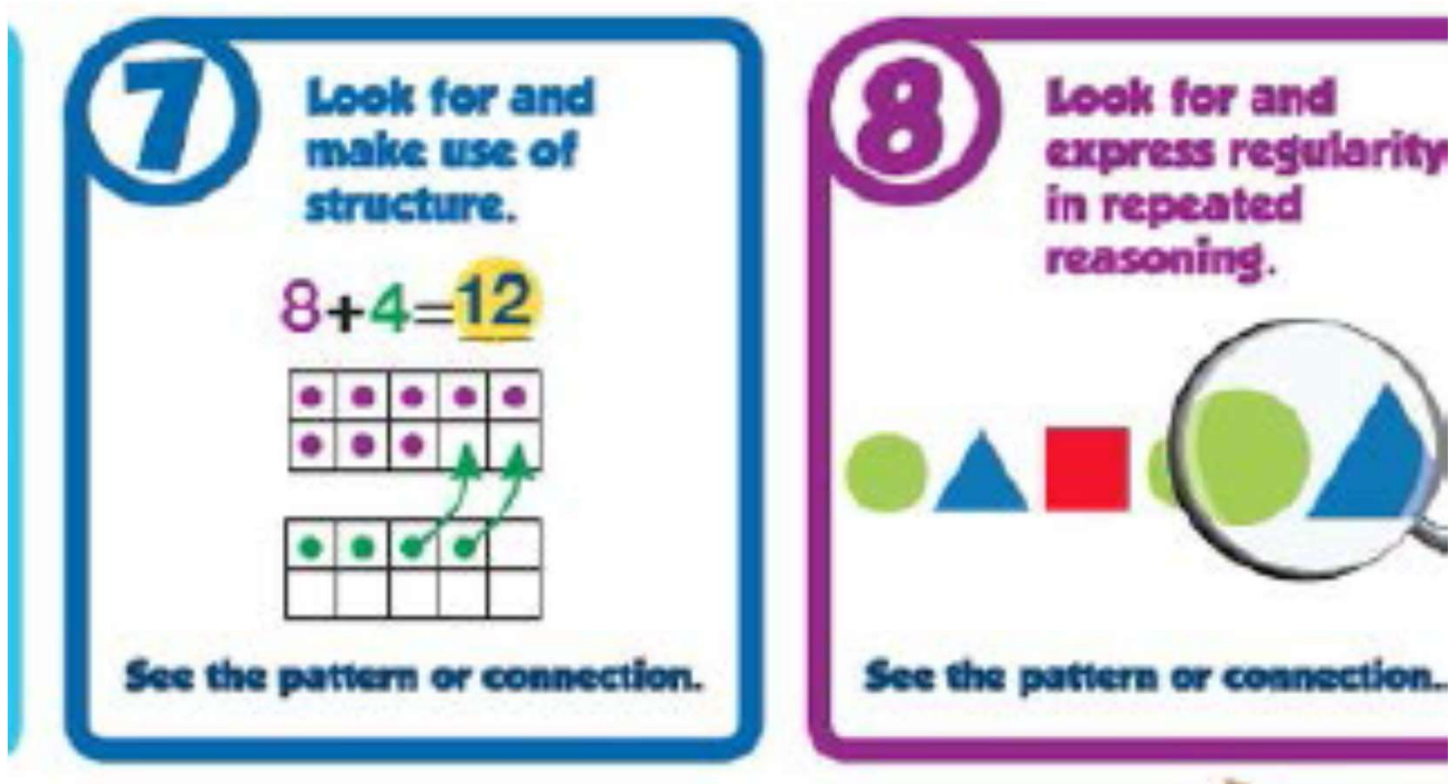 7
Look for and
make use of
structure.
8+4=12
See the pattern or connection.
8
Look for and
express regularity
in repeated
reasoning.
See the pattern or connection.